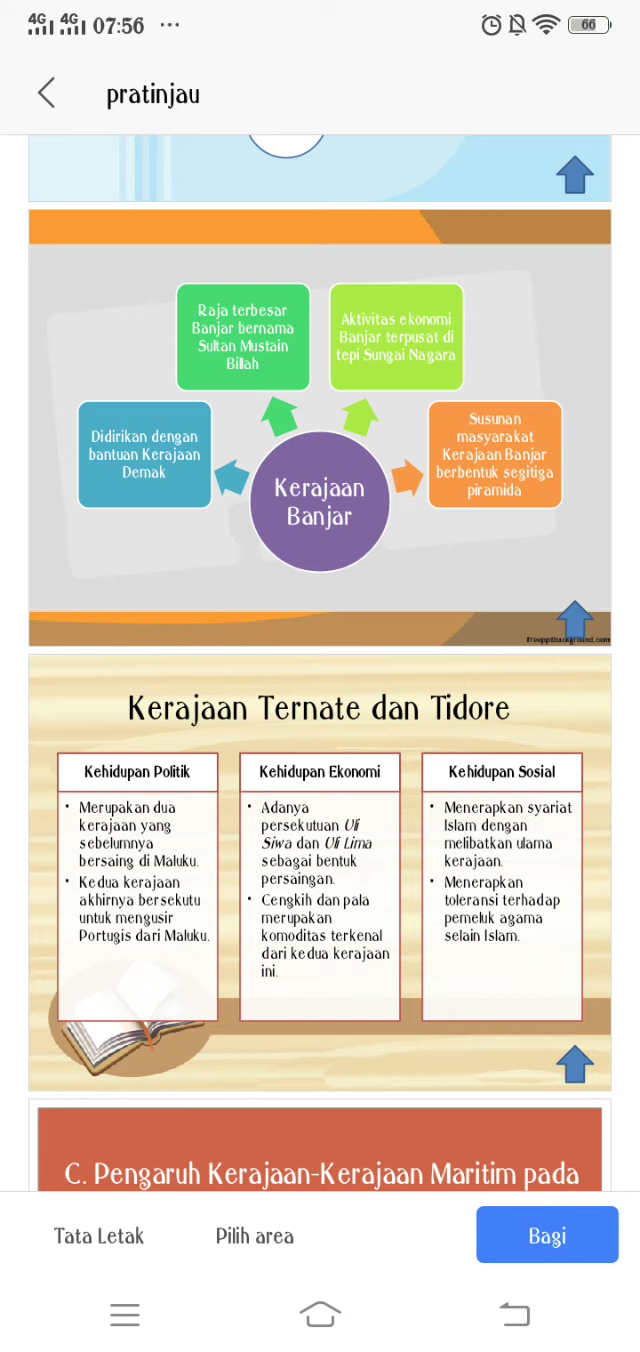 4G 4G 07:56 ...
66
pratinjau
Raja terbesar
Banjar bernama
Sultan Mustain
Billah
Aktivitas ekonomi
Banjar terpusat di
tepi Sungai Nagara
Didirikan dengan
bantuan Kerajaan
Demak
Susunan
masyarakat
Kerajaan Banjar
berbentuk segitiga
piramida
Kerajaan
Banjar
freepptbackground.com
Kerajaan Ternate dan Tidore
Kehidupan Politik
• Merupakan dua
kerajaan yang
sebelumnya
bersaing di Maluku.
• Kedua kerajaan
akhirnya bersekutu
untuk mengusir
Portugis dari Maluku.
Kehidupan Ekonomi
• Adanya
persekutuan Uli
Siwa dan Uli Lima
sebagai bentuk
persaingan.
• Cengkih dan pala
merupakan
komoditas terkenal
dari kedua kerajaan
ini.
Kehidupan Sosial
• Menerapkan syariat
Islam dengan
melibatkan ulama
kerajaan.
• Menerapkan
toleransi terhadap
pemeluk agama
selain Islam.
C. Pengaruh Kerajaan-Kerajaan Maritim pada
Tata Letak
Pilih area
Bagi